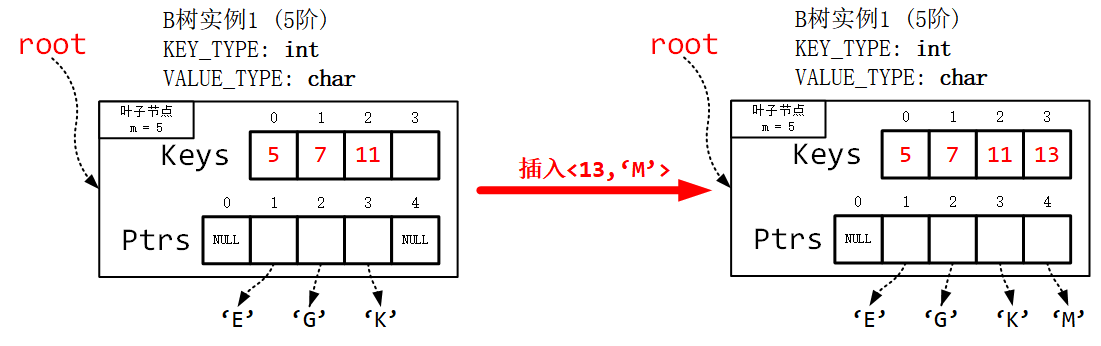 B树实例1 (5阶)
KEY_TYPE: int
VALUE_TYPE: char
root
叶子节点
m = 5
0 1 2 3
Keys 5 7 11
0 1 2 3 4
Ptrs NULL NULL
‘E’ ‘G’ ‘K’
插入<13,‘M’>
B树实例1 (5阶)
KEY_TYPE: int
VALUE_TYPE: char
root
叶子节点
m = 5
0 1 2 3
Keys 5 7 11 13
0 1 2 3 4
Ptrs NULL
‘E’ ‘G’ ‘K’ ‘M’